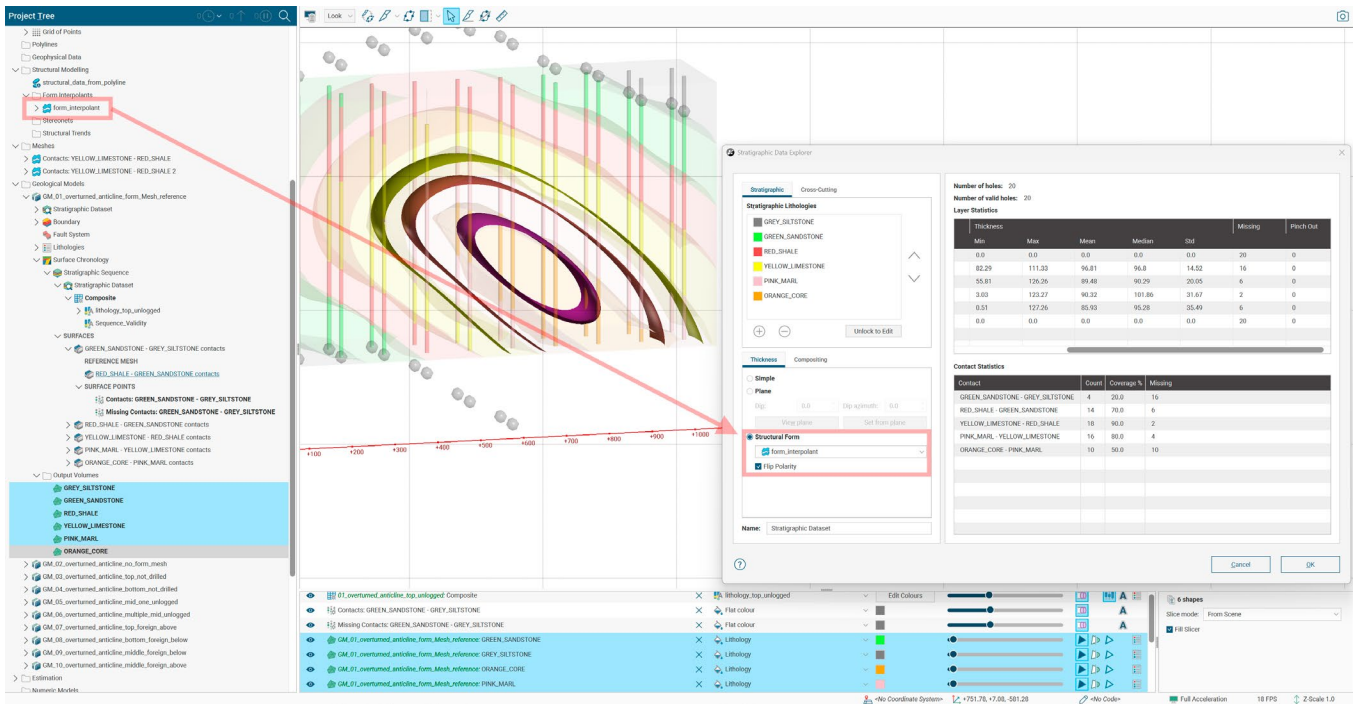 Project Tree
Look
Grid of Points
Polylines
Geophysical Data
Structural Modelling
structural_data_from_polyline
Form Interpolants
form_interpolant
Stereonets
Structural Trends
Meshes
Contacts: YELLOW_LIMESTONE - RED_SHALE
Contacts: YELLOW_LIMESTONE - RED_SHALE 2
Geological Models
GM_01_overturned_anticline_form_Mesh_reference
Stratigraphic Dataset
Boundary
Fault System
Lithologies
Surface Chronology
Stratigraphic Sequence
Stratigraphic Dataset
Composite
lithology_top_unlogged
Sequence_Validity
SURFACES
GREEN_SANDSTONE - GREY_SILTSTONE contacts
REFERENCE MESH
RED_SHALE - GREEN_SANDSTONE contacts
SURFACE POINTS
Contacts: GREEN_SANDSTONE - GREY_SILTSTONE
Missing Contacts: GREEN_SANDSTONE - GREY_SILTSTONE
RED_SHALE - GREEN_SANDSTONE contacts
YELLOW_LIMESTONE - RED_SHALE contacts
PINK_MARL - YELLOW_LIMESTONE contacts
ORANGE_CORE - PINK_MARL contacts
Output Volumes
GREY_SILTSTONE
GREEN_SANDSTONE
RED_SHALE
YELLOW_LIMESTONE
PINK_MARL
ORANGE_CORE
GM_02_overturned_anticline_no_form_mesh
GM_03_overturned_anticline_top_not_drilled
GM_04_overturned_anticline_bottom_not_drilled
GM_05_overturned_anticline_mid_one_unlogged
GM_06_overturned_anticline_multiple_mid_unlogged
GM_07_overturned_anticline_top_foreign_above
GM_08_overturned_anticline_bottom_foreign_below
GM_09_overturned_anticline_middle_foreign_below
GM_10_overturned_anticline_middle_foreign_above
Estimation
Numeric Models
+100 +200 +300 +400 +500 +600 +700 +800 +900 +1000
Stratigraphic Data Explorer
Stratigraphic Cross-Cutting
Stratigraphic Lithologies
GREY_SILTSTONE
GREEN_SANDSTONE
RED_SHALE
YELLOW_LIMESTONE
PINK_MARL
ORANGE_CORE
Unlock to Edit
Thickness Compositing
Simple
Plane
Dip: 0.0 Dip azimuth: 0.0
View plane Set from plane
Structural Form
form_interpolant
Flip Polarity
Name: Stratigraphic Dataset
Number of holes: 20
Number of valid holes: 20
Layer Statistics
Thickness Missing Pinch Out
Min Max Mean Median Std
0.0 0.0 0.0 0.0 0.0 20 0
82.29 111.33 96.81 96.8 14.52 16 0
55.81 126.26 89.48 90.29 20.05 6 0
3.03 123.27 90.32 101.86 31.67 2 0
0.51 127.26 85.93 95.28 35.49 6 0
0.0 0.0 0.0 0.0 0.0 20 0
Contact Statistics
Contact Count Coverage % Missing
GREEN_SANDSTONE - GREY_SILTSTONE 4 20.0 16
RED_SHALE - GREEN_SANDSTONE 14 70.0 6
YELLOW_LIMESTONE - RED_SHALE 18 90.0 2
PINK_MARL - YELLOW_LIMESTONE 16 80.0 4
ORANGE_CORE - PINK_MARL 10 50.0 10
Cancel OK
01_overturned_anticline_top_unlogged: Composite lithology_top_unlogged Edit Colours
Contacts: GREEN_SANDSTONE - GREY_SILTSTONE Flat colour
Missing Contacts: GREEN_SANDSTONE - GREY_SILTSTONE Flat colour
GM_01_overturned_anticline_form_Mesh_reference: GREEN_SANDSTONE Lithology
GM_01_overturned_anticline_form_Mesh_reference: GREY_SILTSTONE Lithology
GM_01_overturned_anticline_form_Mesh_reference: ORANGE_CORE Lithology
GM_01_overturned_anticline_form_Mesh_reference: PINK_MARL Lithology
6 shapes
Slice mode: From Scene
Fill Slicer
<No Coordinate System> +751.78, +7.08, -581.28 <No Code> Full Acceleration 18 FPS Z-Scale 1.0